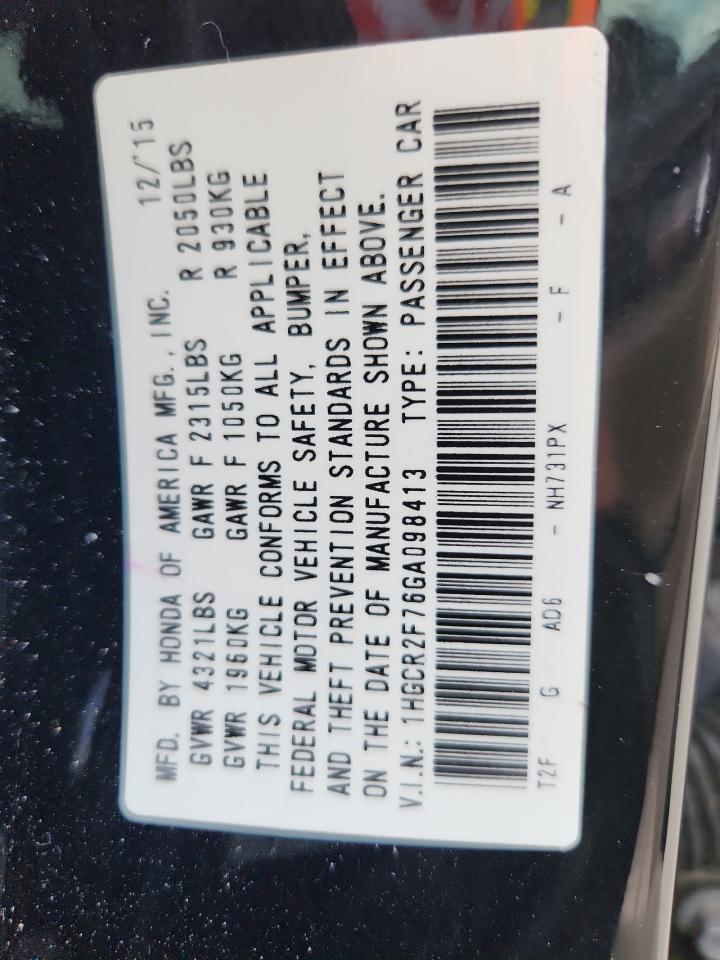 MFD. BY HONDA OF AMERICA MFG., INC. 12/'15
GVWR 4321LBS GAWR F 2315LBS R 2050LBS
GVWR 1960KG GAWR F 1050KG R 930KG
THIS VEHICLE CONFORMS TO ALL APPLICABLE
FEDERAL MOTOR VEHICLE SAFETY, BUMPER,
AND THEFT PREVENTION STANDARDS IN EFFECT
ON THE DATE OF MANUFACTURE SHOWN ABOVE.
V.I.N.: 1HGCR2F76GA098413 TYPE: PASSENGER CAR
T2F G AD6 - NH731PX - F - A